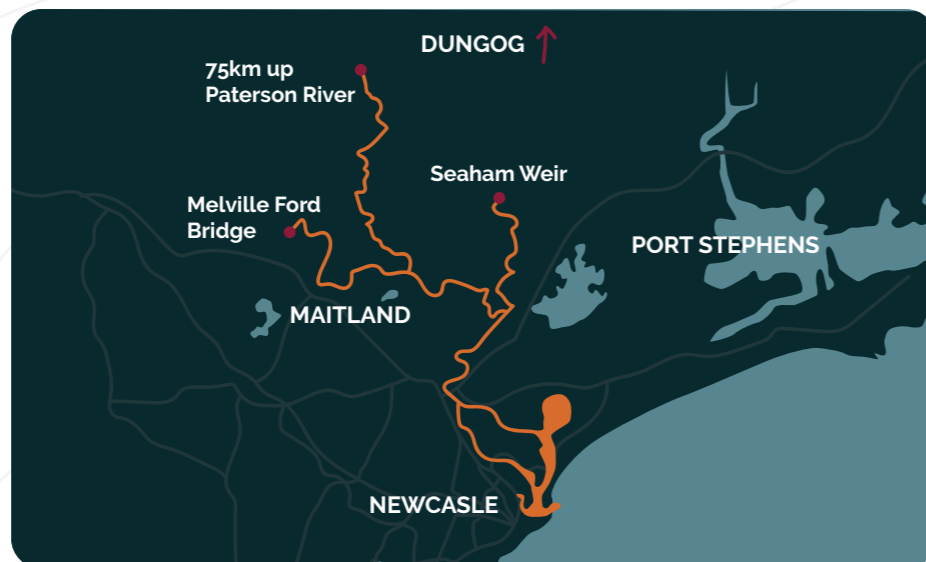 DUNGOG
75km up
Paterson River
Seaham Weir
Melville Ford
Bridge
PORT STEPHENS
MAITLAND
NEWCASLE